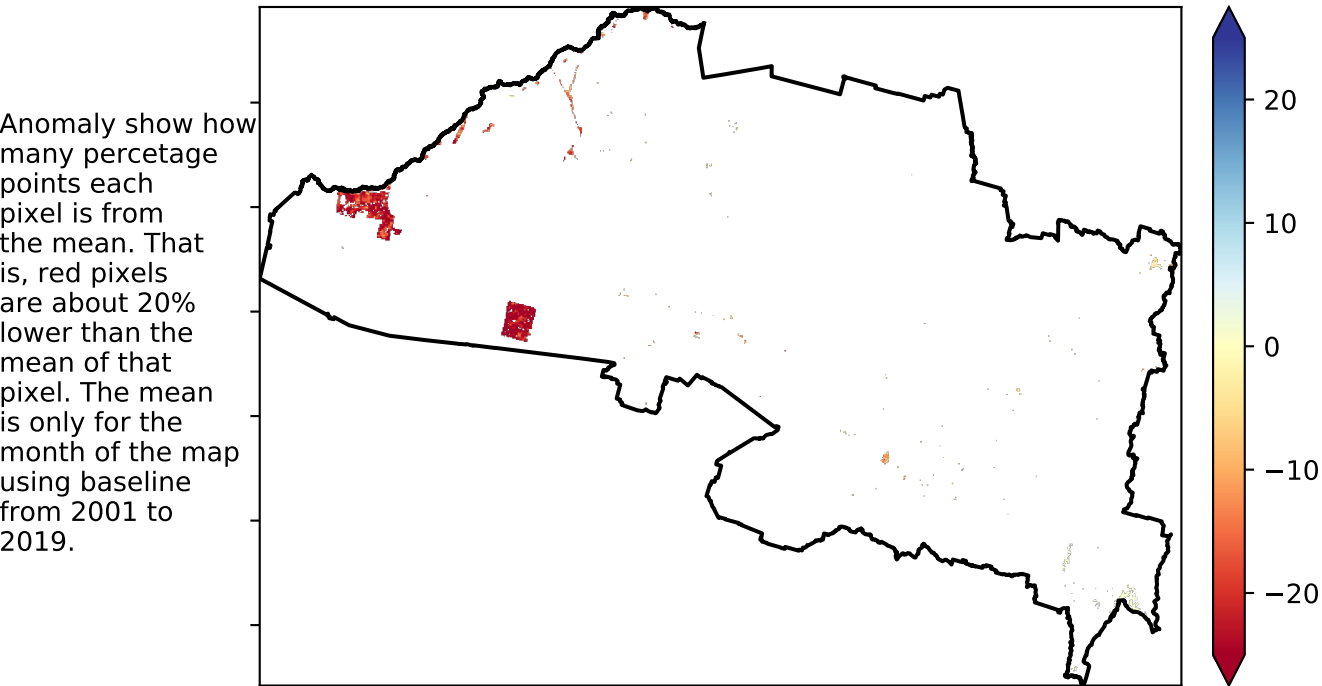 Anomaly show how
many percetage
points each
pixel is from
the mean. That
is, red pixels
are about 20%
lower than the
mean of that
pixel. The mean
is only for the
month of the map
using baseline
from 2001 to
2019.
20
10
0
−10
−20